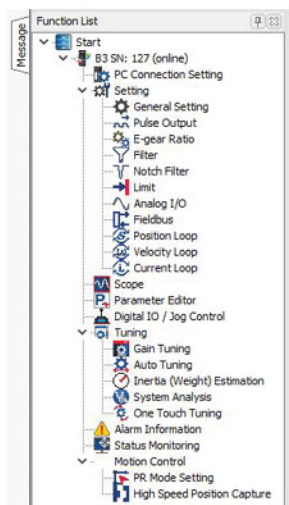 Message
Function List
Start
B3 SN: 127 (online)
PC Connection Setting
Setting
General Setting
Pulse Output
E-gear Ratio
Filter
Notch Filter
Limit
Analog I/O
Fieldbus
Position Loop
Velocity Loop
Current Loop
Scope
Parameter Editor
Digital IO / Jog Control
Tuning
Gain Tuning
Auto Tuning
Inertia (Weight) Estimation
System Analysis
One Touch Tuning
Alarm Information
Status Monitoring
Motion Control
PR Mode Setting
High Speed Position Capture